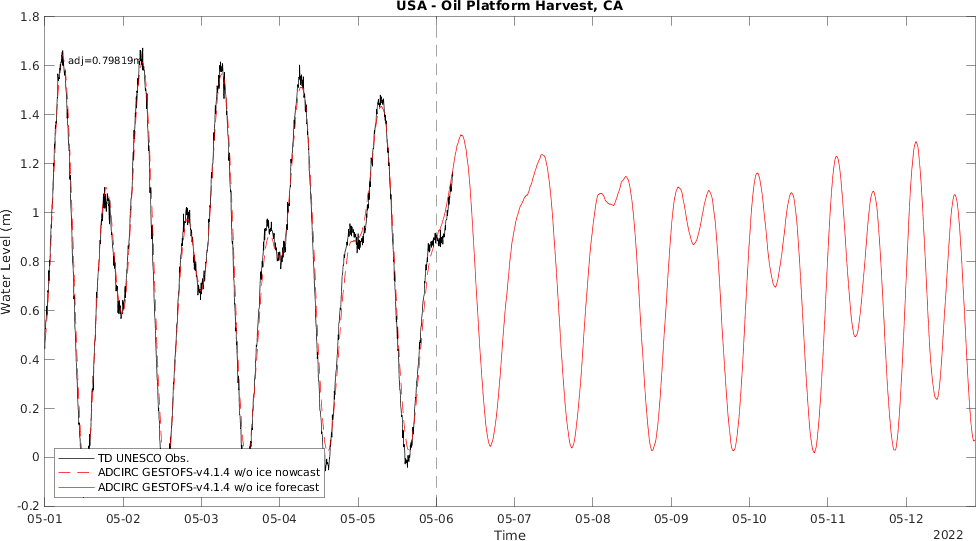 USA - Oil Platform Harvest, CA
1.8
1.6
1.4
1.2
1
0.8
0.6
0.4
0.2
0
-0.2
Water Level (m)
adj=0.79819m
TD UNESCO Obs.
ADCIRC GESTOFS-v4.1.4 w/o ice nowcast
ADCIRC GESTOFS-v4.1.4 w/o ice forecast
05-01 05-02 05-03 05-04 05-05 05-06 05-07 05-08 05-09 05-10 05-11 05-12
Time
2022